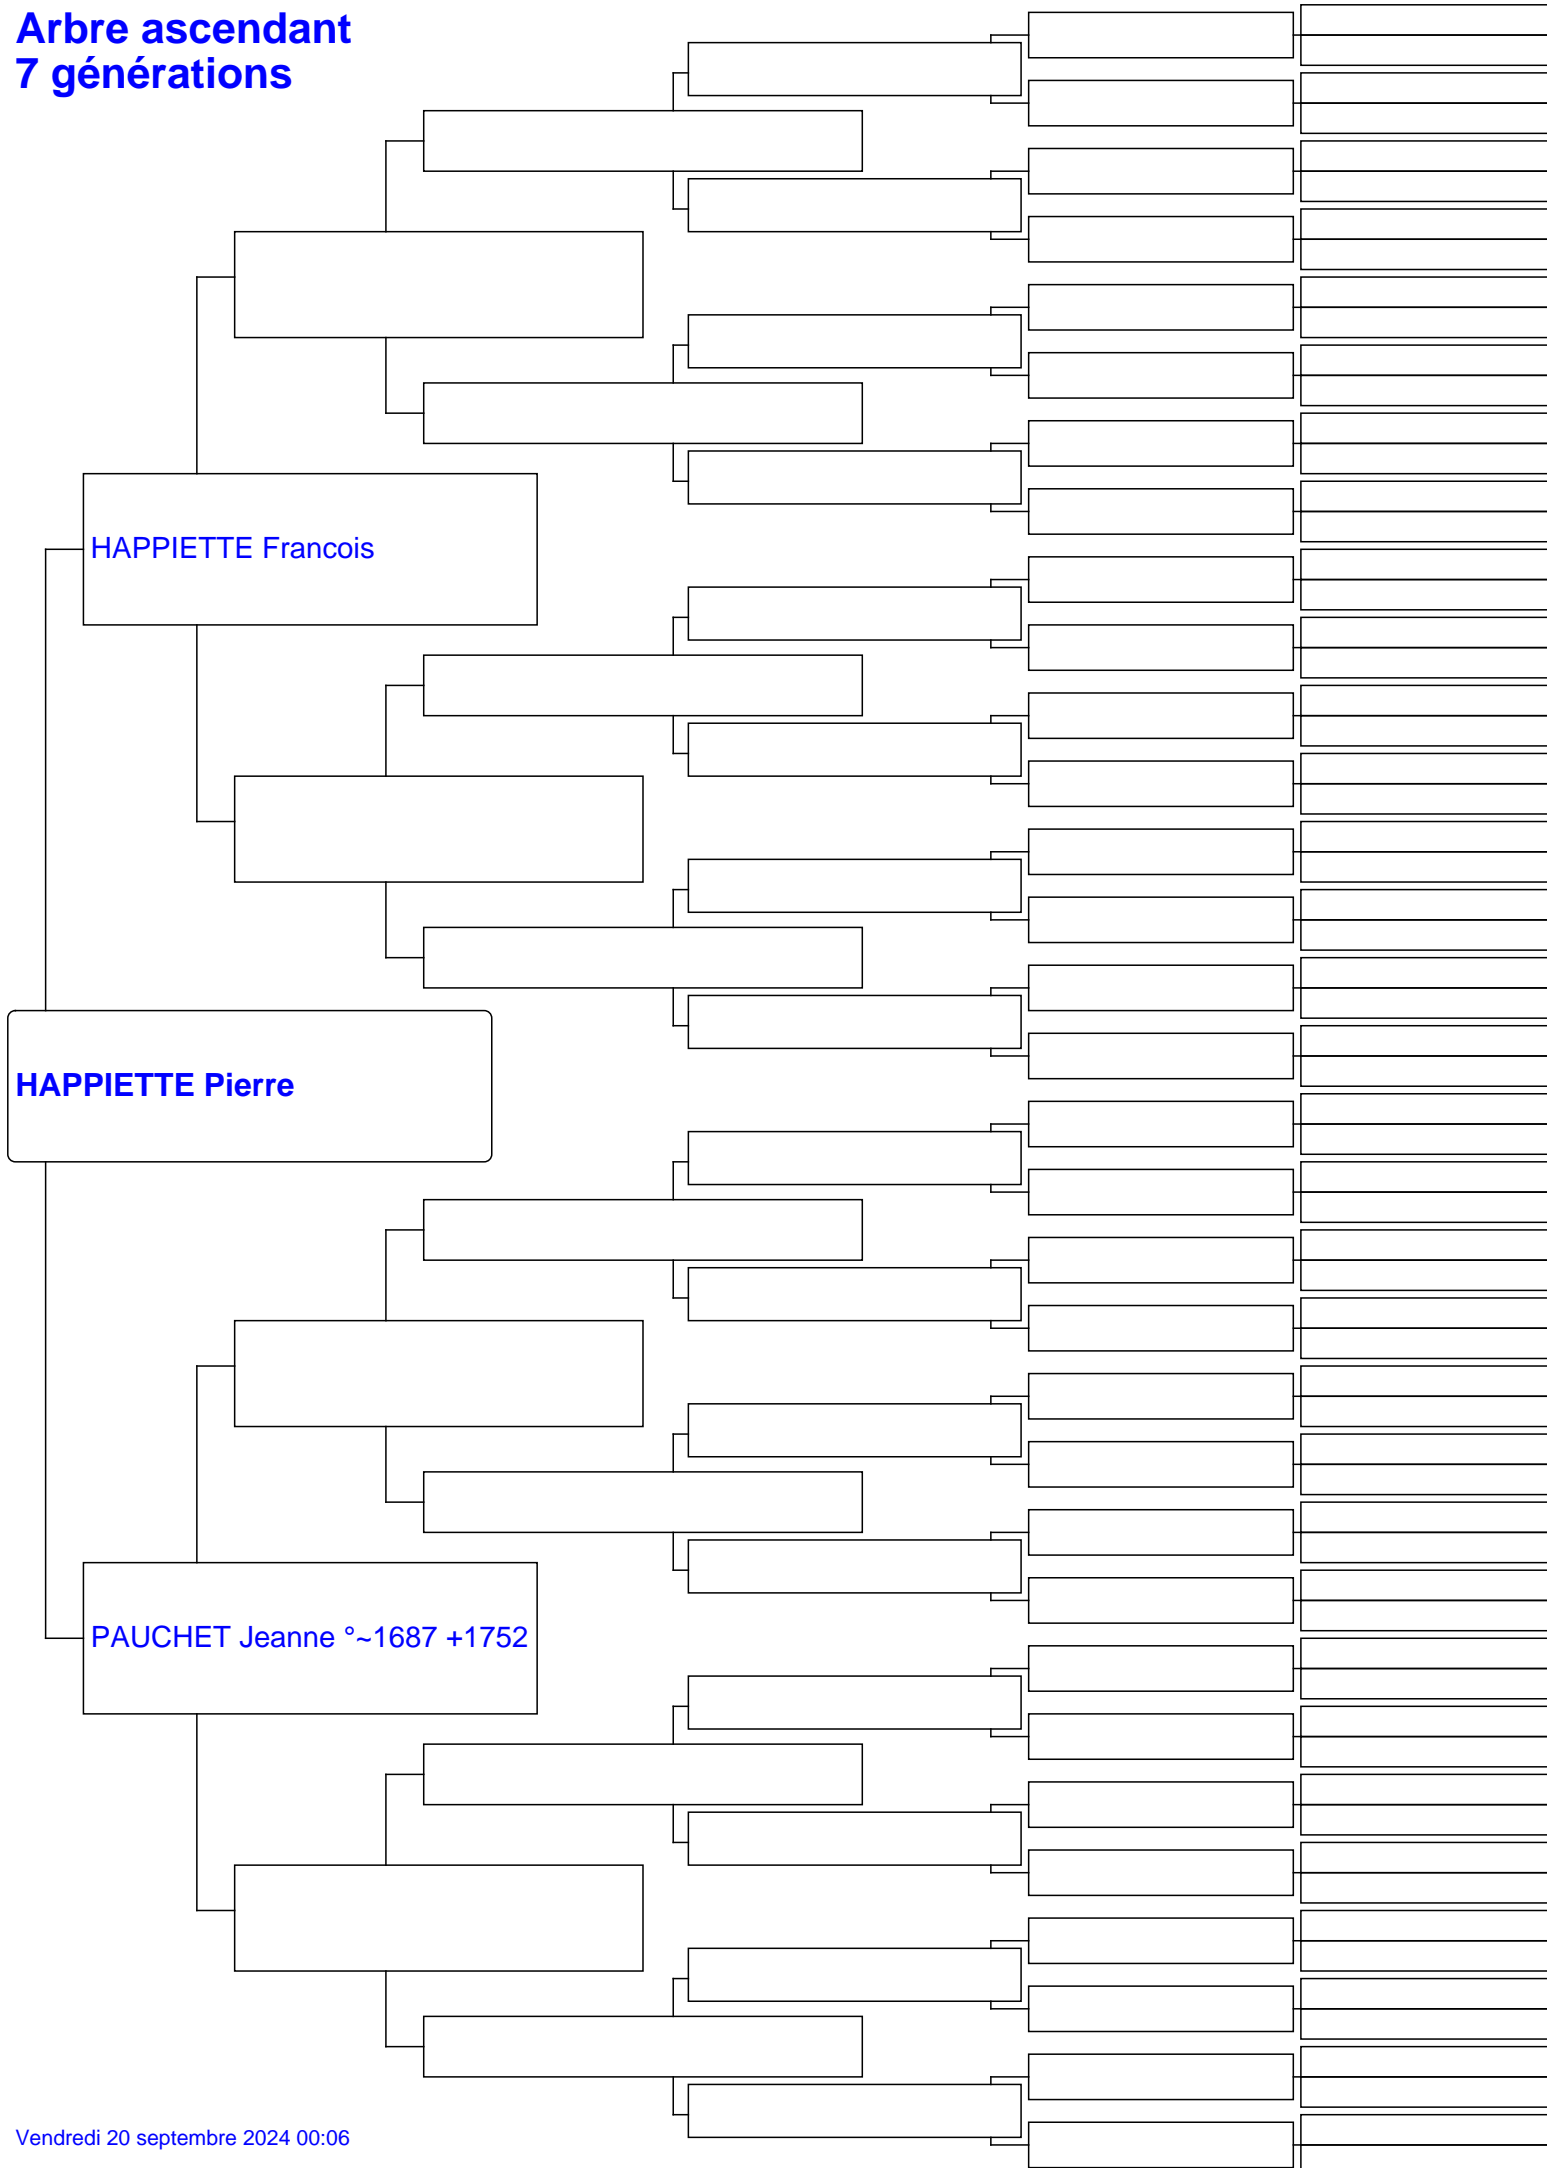 Arbre ascendant
7 générations
HAPPIETTE Francois
HAPPIETTE Pierre
PAUCHET Jeanne °~1687 +1752
Vendredi 20 septembre 2024 00:06